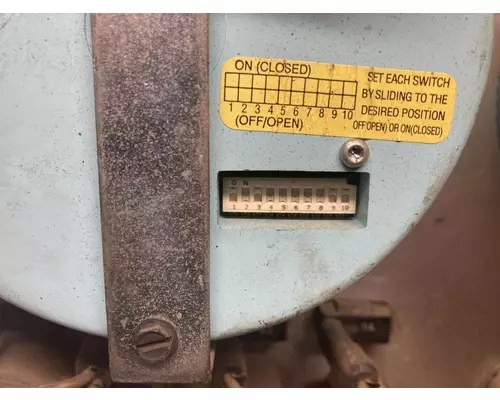 ON (CLOSED)
1 2 3 4 5 6 7 8 9 10
(OFF/OPEN)
SET EACH SWITCH
BY SLIDING TO THE
DESIRED POSITION
OFF(OPEN) OR ON(CLOSED)
O N
1 2 3 4 5 6 7 8 9 10